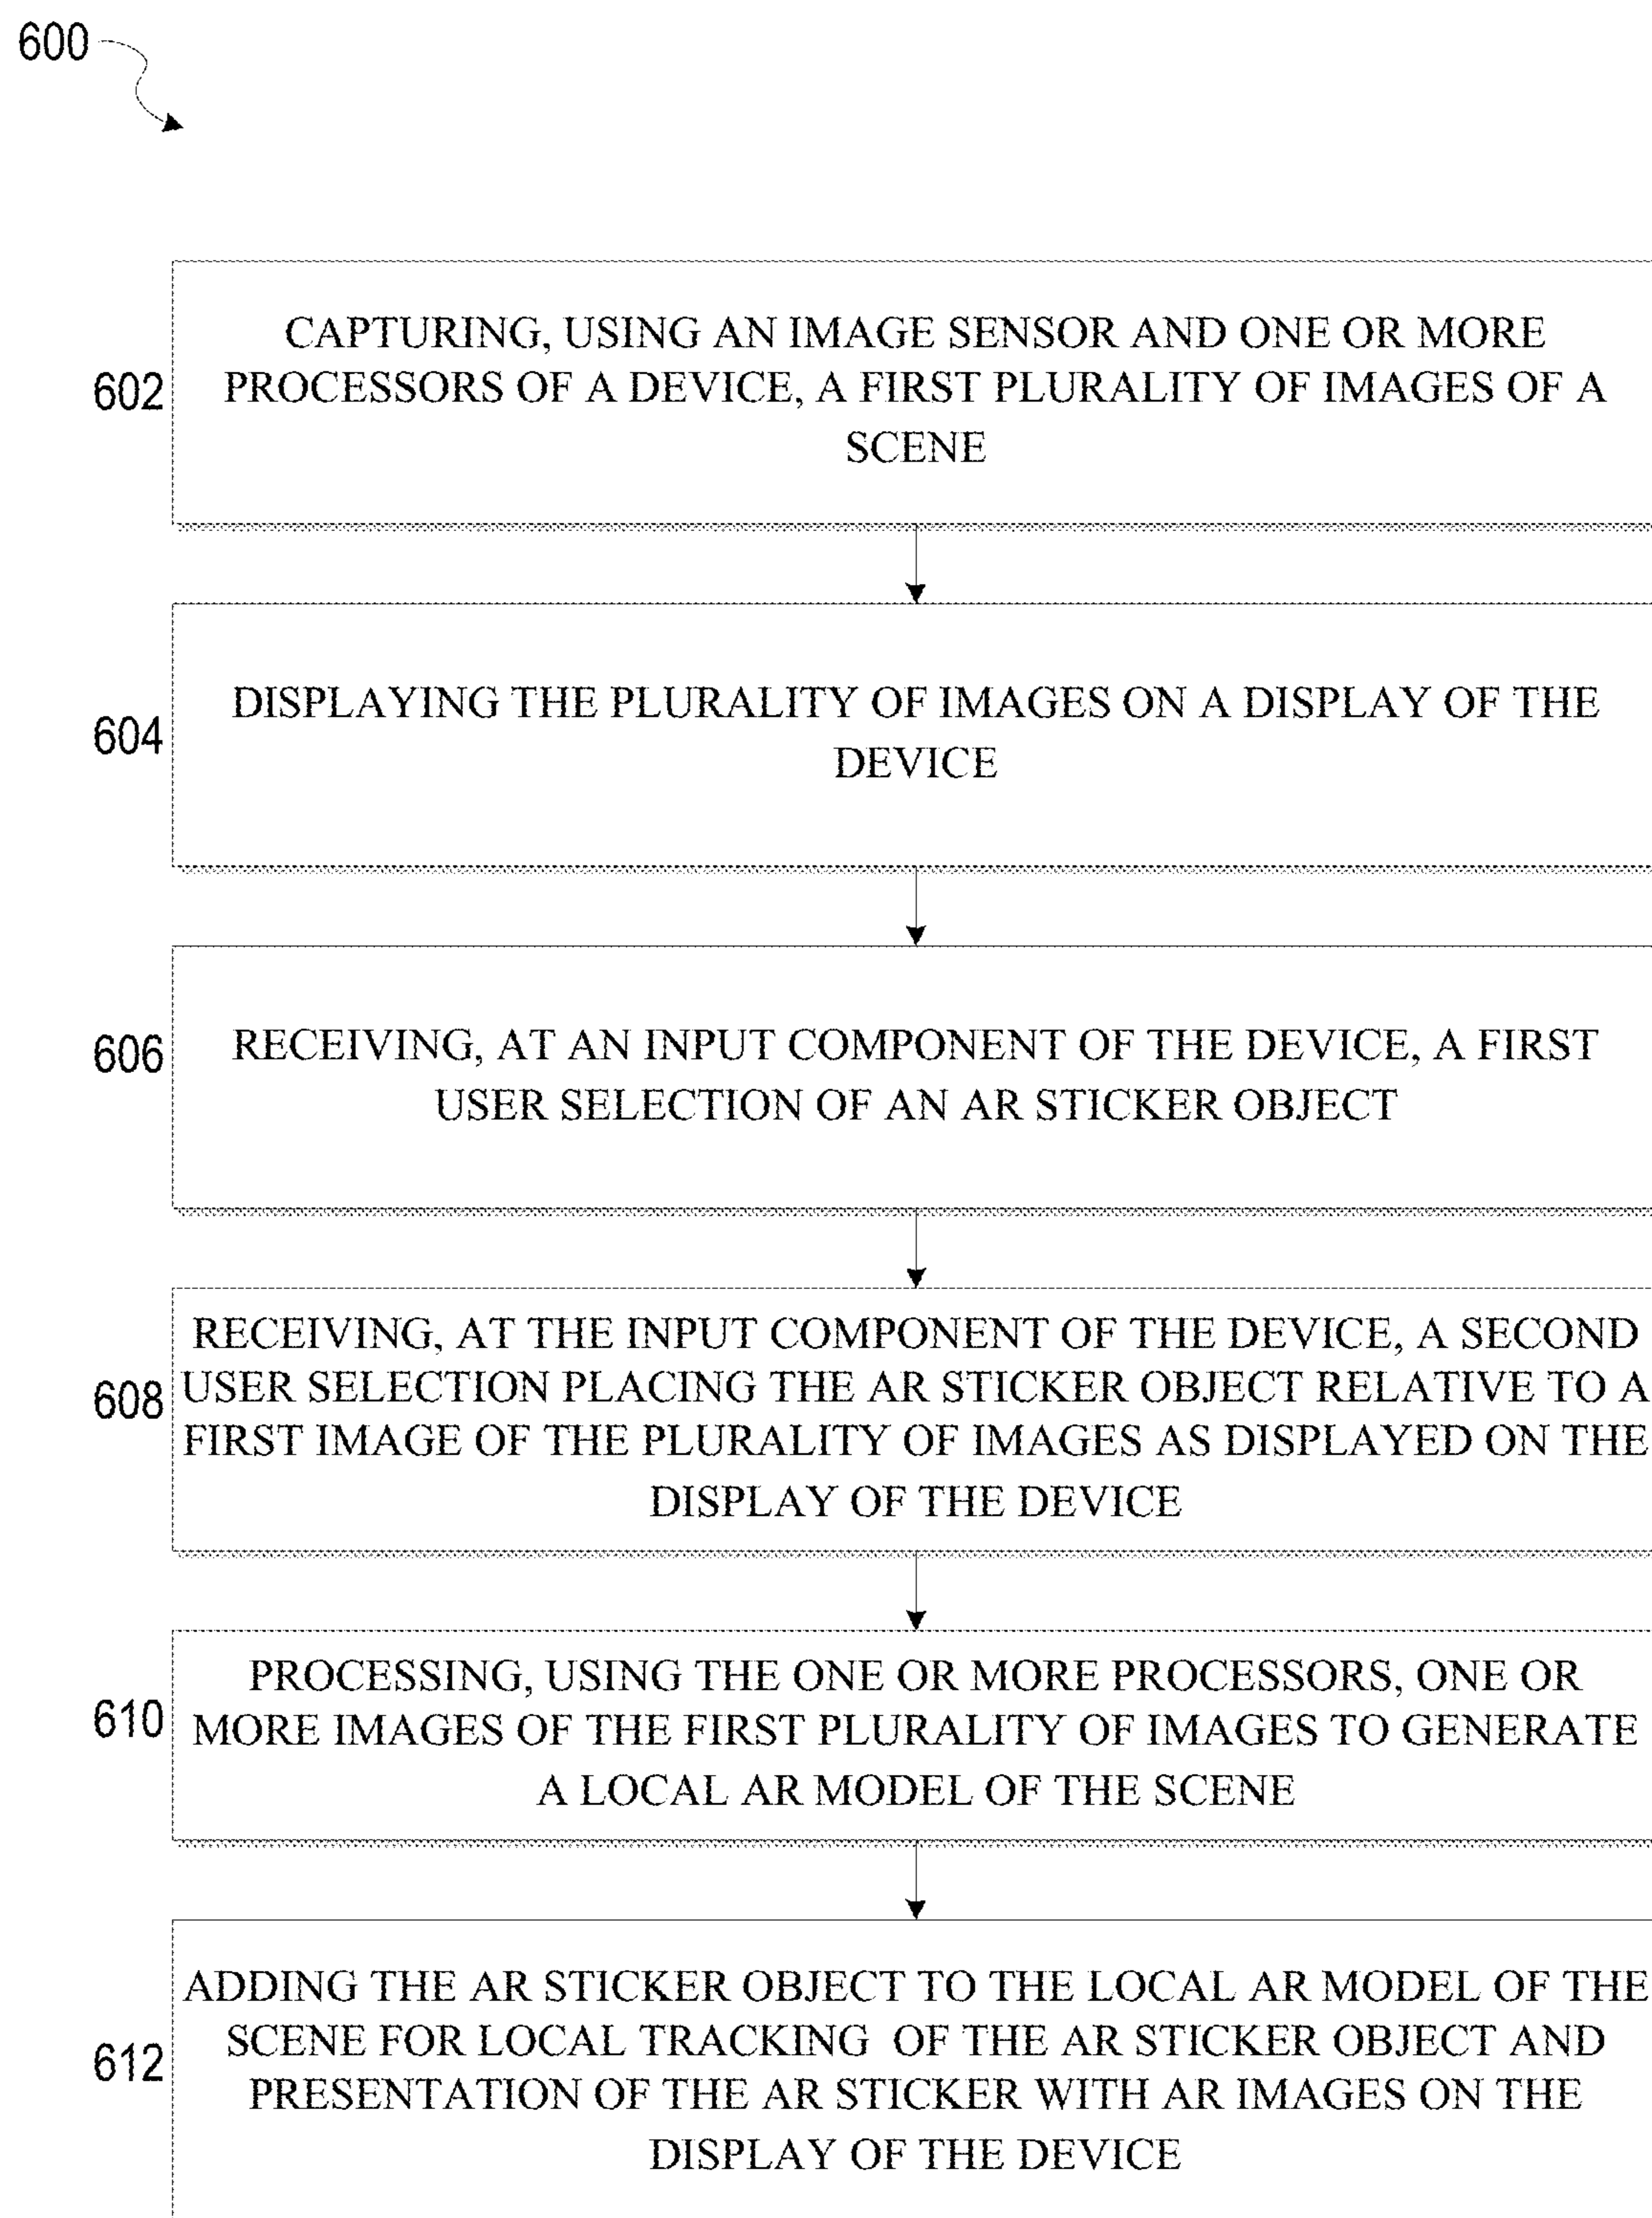 600
CAPTURING, USING AN IMAGE SENSOR AND ONE OR MORE
PROCESSORS OF A DEVICE, A FIRST PLURALITY OF IMAGES OF A
SCENE
602
DISPLAYING THE PLURALITY OF IMAGES ON A DISPLAY OF THE
DEVICE
604
RECEIVING, AT AN INPUT COMPONENT OF THE DEVICE, A FIRST
USER SELECTION OF AN AR STICKER OBJECT
606
RECEIVING, AT THE INPUT COMPONENT OF THE DEVICE, A SECOND
USER SELECTION PLACING THE AR STICKER OBJECT RELATIVE TO A
FIRST IMAGE OF THE PLURALITY OF IMAGES AS DISPLAYED ON THE
DISPLAY OF THE DEVICE
608
PROCESSING, USING THE ONE OR MORE PROCESSORS, ONE OR
MORE IMAGES OF THE FIRST PLURALITY OF IMAGES TO GENERATE
A LOCAL AR MODEL OF THE SCENE
610
ADDING THE AR STICKER OBJECT TO THE LOCAL AR MODEL OF THE
SCENE FOR LOCAL TRACKING OF THE AR STICKER OBJECT AND
PRESENTATION OF THE AR STICKER WITH AR IMAGES ON THE
DISPLAY OF THE DEVICE
612